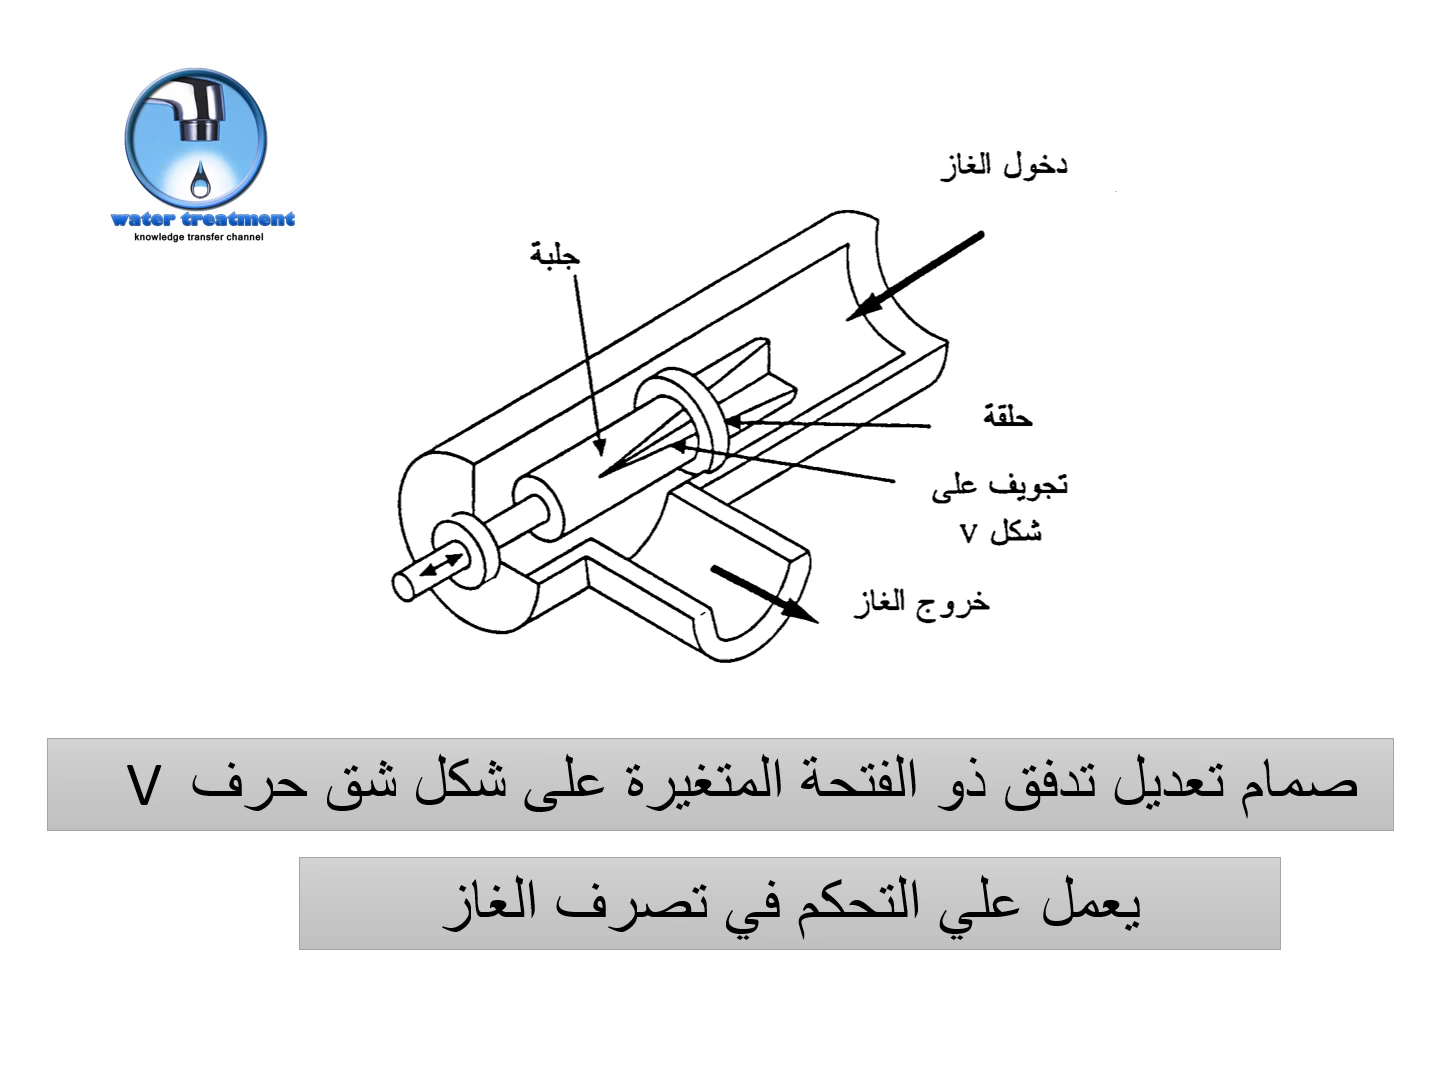 water treatment
knowledge transfer channel
دخول الغاز
جلبة
حلقة
تجويف على
شكل V
خروج الغاز
صمام تعديل تدفق ذو الفتحة المتغيرة على شكل شق حرف V
يعمل علي التحكم في تصرف الغاز